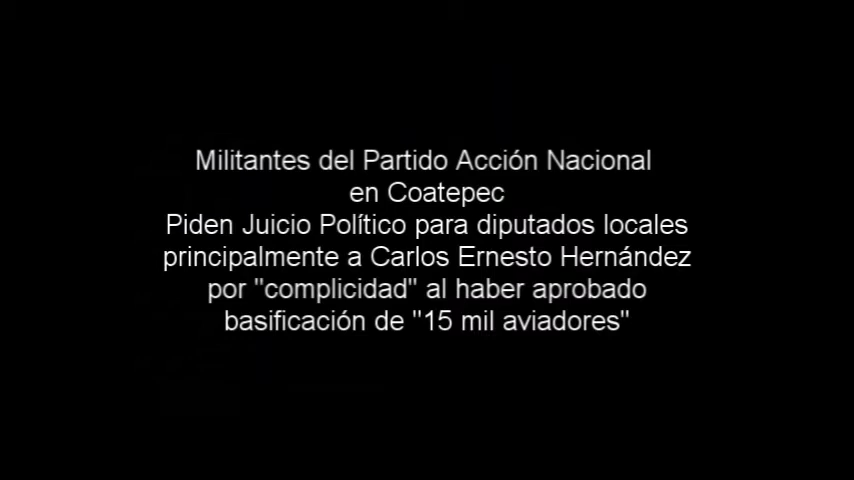 Militantes del Partido Acción Nacional
en Coatepec
Piden Juicio Político para diputados locales
principalmente a Carlos Ernesto Hernández
por "complicidad" al haber aprobado
basificación de "15 mil aviadores"